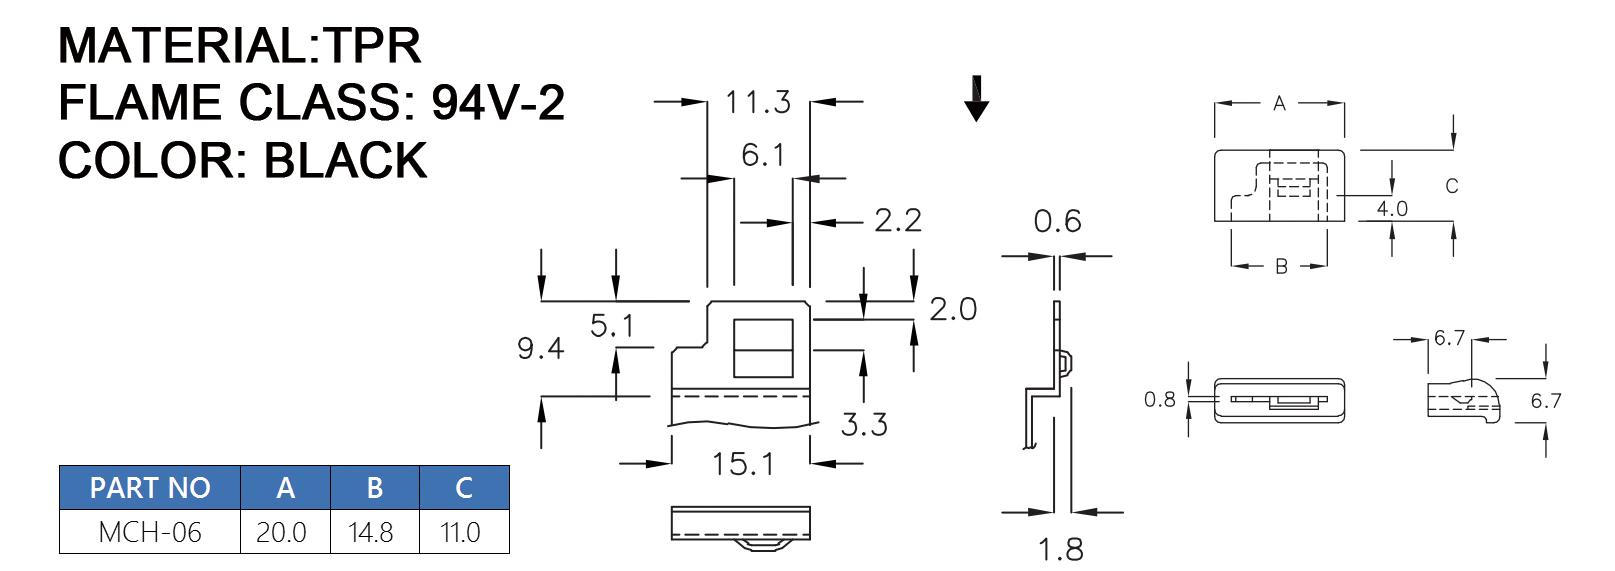 MATERIAL:TPR
FLAME CLASS: 94V-2
COLOR: BLACK
11.3
6.1
2.2
2.0
5.1
9.4
3.3
15.1
0.6
1.8
A
C
4.0
B
6.7
0.8
6.7
PART NO A B C
MCH-06 20.0 14.8 11.0